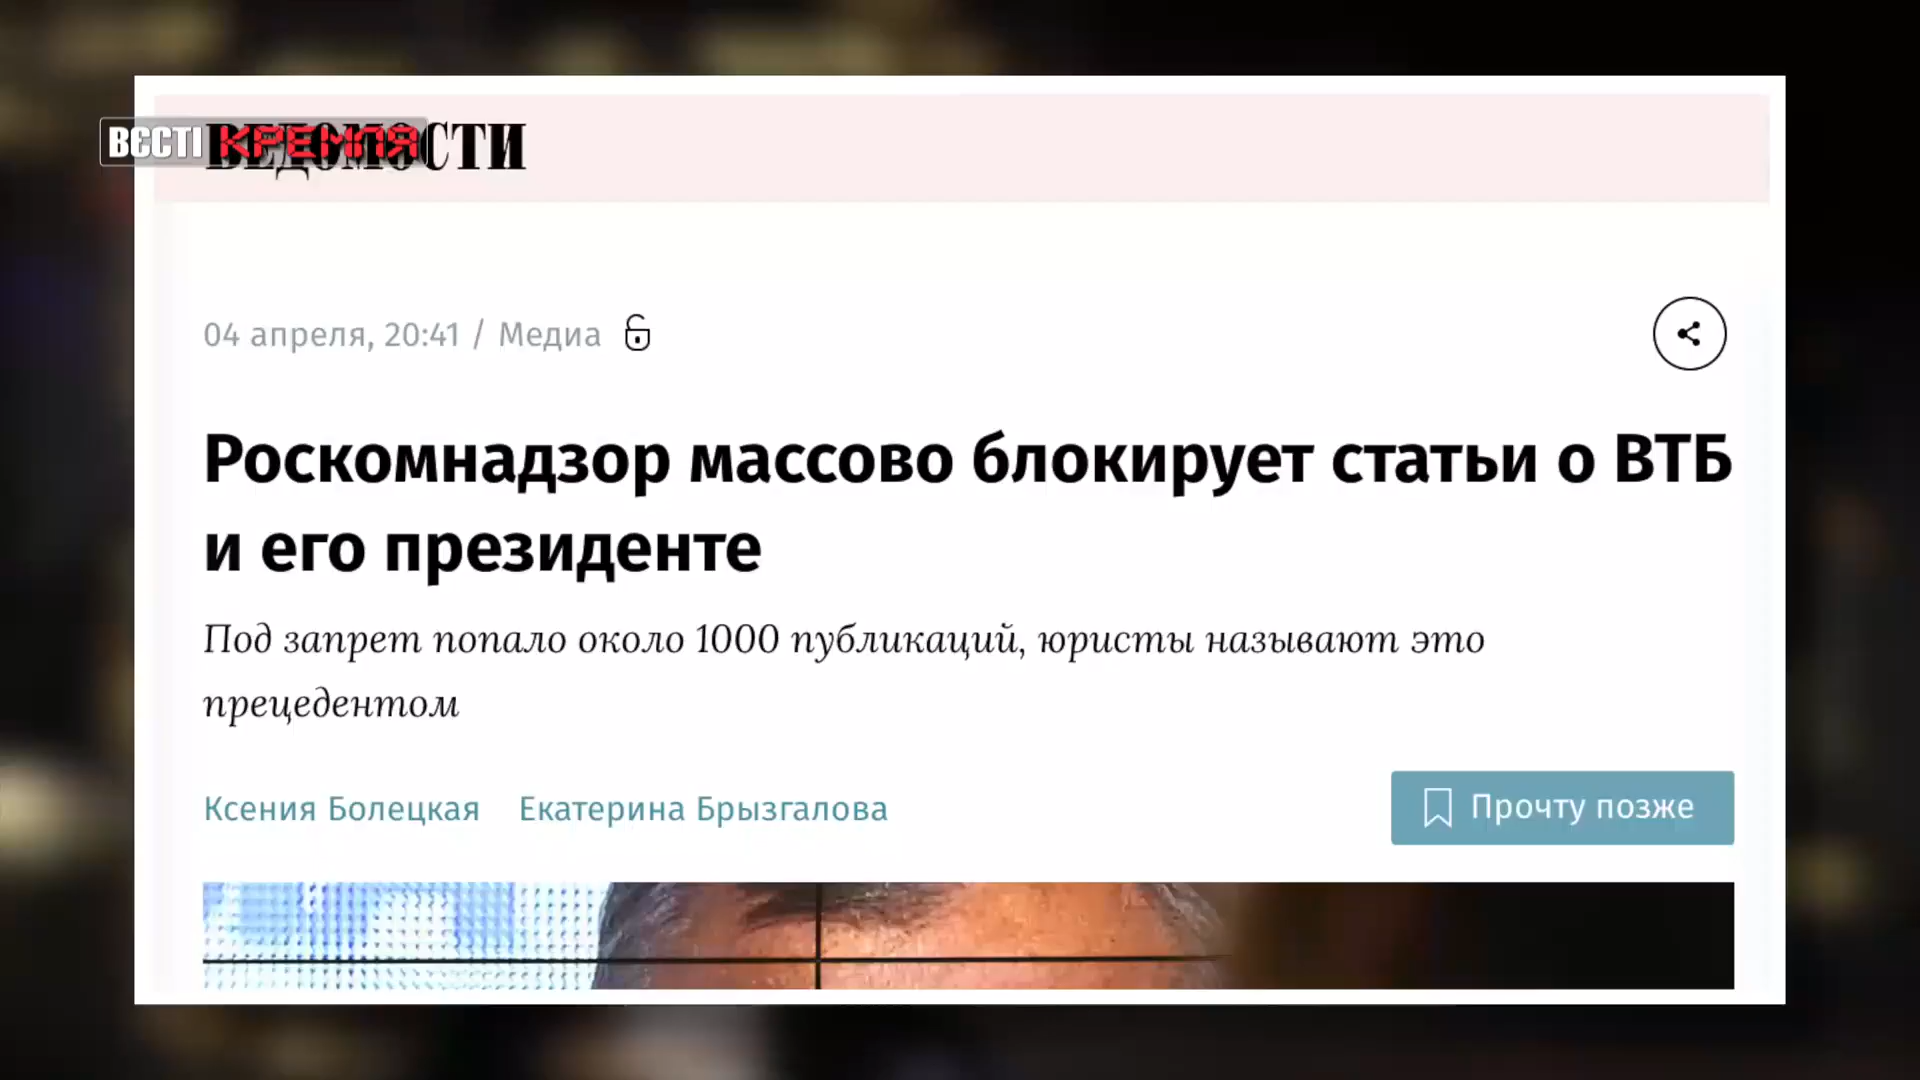 ВЄСТІ КРЕМЛЯ
ВЕДОМОСТИ
04 апреля, 20:41 / Медиа
Роскомнадзор массово блокирует статьи о ВТБ
и его президенте
Под запрет попало около 1000 публикаций, юристы называют это
прецедентом
Ксения Болецкая Екатерина Брызгалова
Прочту позже